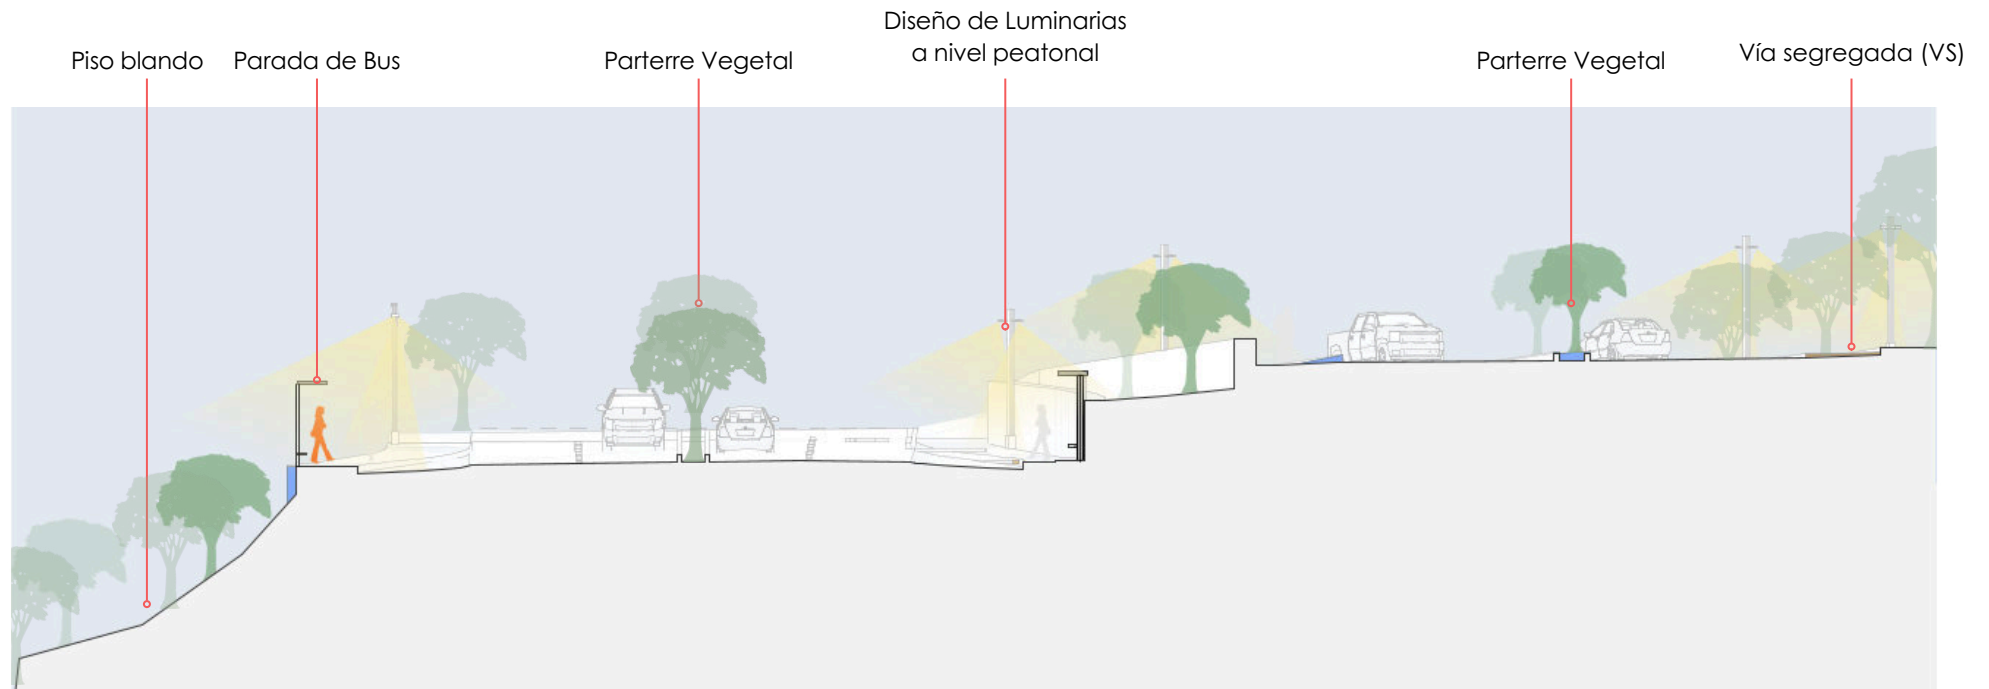 Piso blando
Parada de Bus
Parterre Vegetal
Diseño de Luminarias
a nivel peatonal
Parterre Vegetal
Vía segregada (VS)